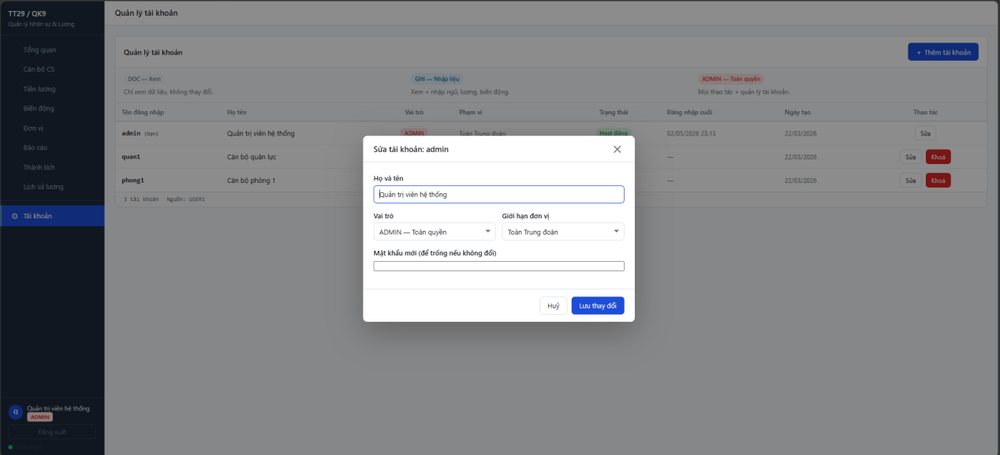 TT29 / QK9
Quản lý Nhân sự & Lương
Tổng quan
Cán bộ CS
Tiền lương
Biến động
Đơn vị
Báo cáo
Thành tích
Lịch sử lương
Tài khoản
Quản trị viên hệ thống
ADMIN
Đăng xuất
Quản lý tài khoản
Quản lý tài khoản
+ Thêm tài khoản
DOC — Xem
Chỉ xem dữ liệu, không thay đổi.
GHI — Nhập liệu
Xem + nhập ngũ, lương, biến động.
ADMIN — Toàn quyền
Mọi thao tác + quản lý tài khoản.
Tên đăng nhập Họ tên Vai trò Phạm vi Trạng thái Đăng nhập cuối Ngày tạo Thao tác
admin (bạn) Quản trị viên hệ thống ADMIN Toàn Trung đoàn Hoạt động 02/05/2026 23:13 22/03/2026 Sửa
quan1 Cán bộ quân lực — 22/03/2026 Sửa Khoá
phong1 Cán bộ phòng 1 — 22/03/2026 Sửa Khoá
3 tài khoản Nguồn: USERS
Sửa tài khoản: admin
Họ và tên
Quản trị viên hệ thống
Vai trò Giới hạn đơn vị
ADMIN — Toàn quyền Toàn Trung đoàn
Mật khẩu mới (để trống nếu không đổi)
Huỷ Lưu thay đổi
Q